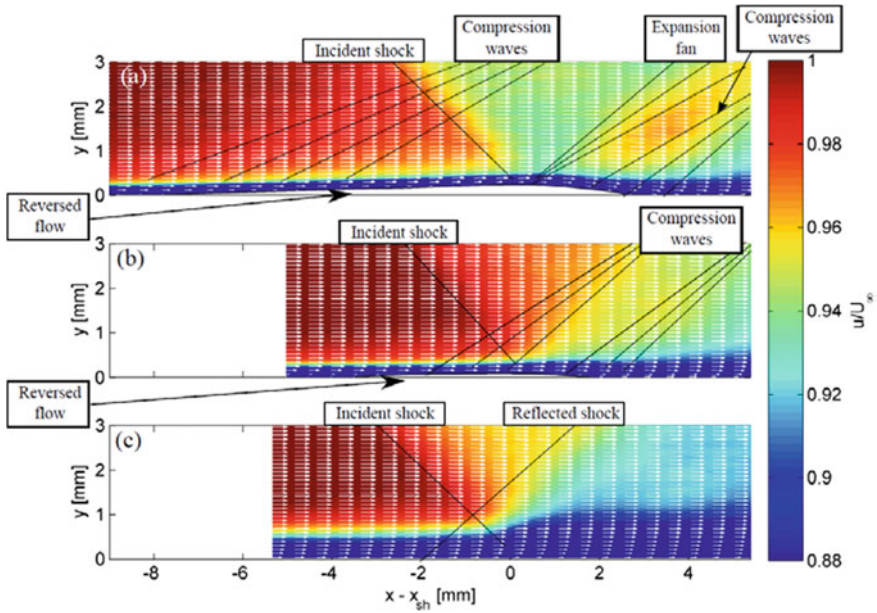 Incident shock
Compression
waves
Expansion
fan
Compression
waves
(a)
3
2
1
0
y [mm]
Reversed
flow
Incident shock
Compression
waves
(b)
3
2
1
0
y [mm]
Reversed
flow
Incident shock
Reflected shock
(c)
3
2
1
0
y [mm]
-8 -6 -4 -2 0 2 4
x - xsh [mm]
1
0.98
0.96
0.94
0.92
0.9
0.88
u/U∞